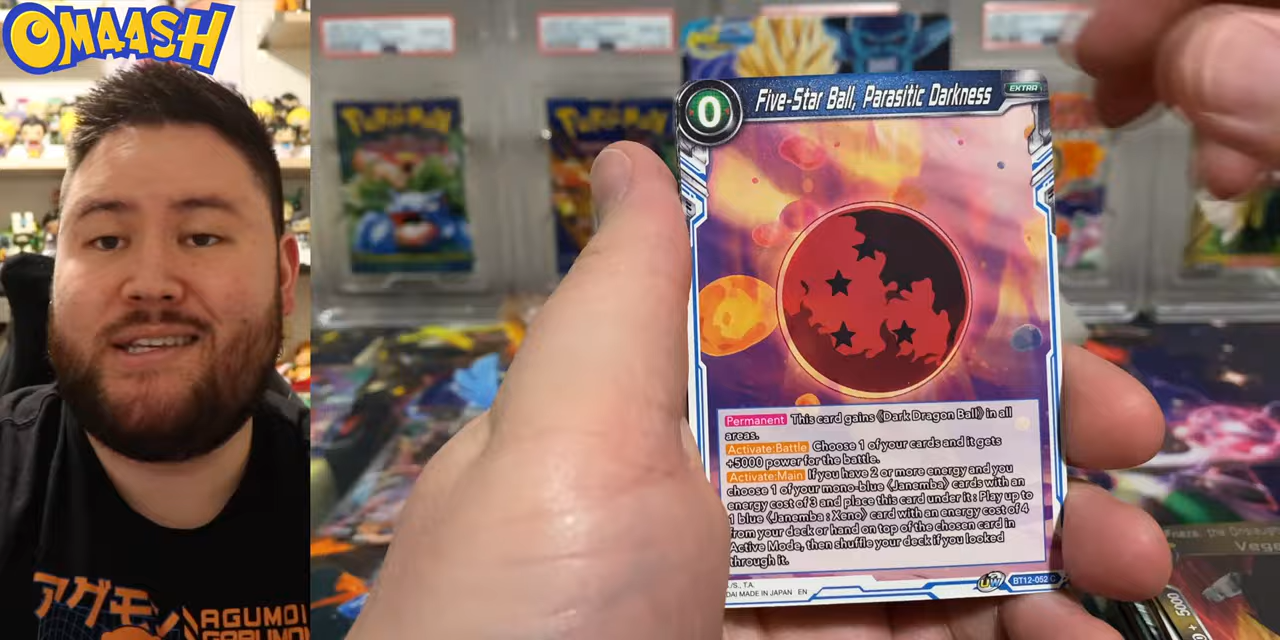 OMAASH
Pokémon
Pokémon
0
Five-Star Ball, Parasitic Darkness
EXTRA
Permanent This card gains 《Dark Dragon Ball》 in all
areas.
Activate:Battle Choose 1 of your cards and it gets
+5000 power for the battle.
Activate:Main If you have 2 or more energy and you
choose 1 of your mono-blue 《Janemba》 cards with an
energy cost of 3 and place this card under it : Play up to
1 blue 《Janemba : Xeno》 card with an energy cost of 4
from your deck or hand on top of the chosen card in
Active Mode, then shuffle your deck if you looked
through it.
UW
BT12-052 C
MADE IN JAPAN EN
アグモン
AGUMO
5000